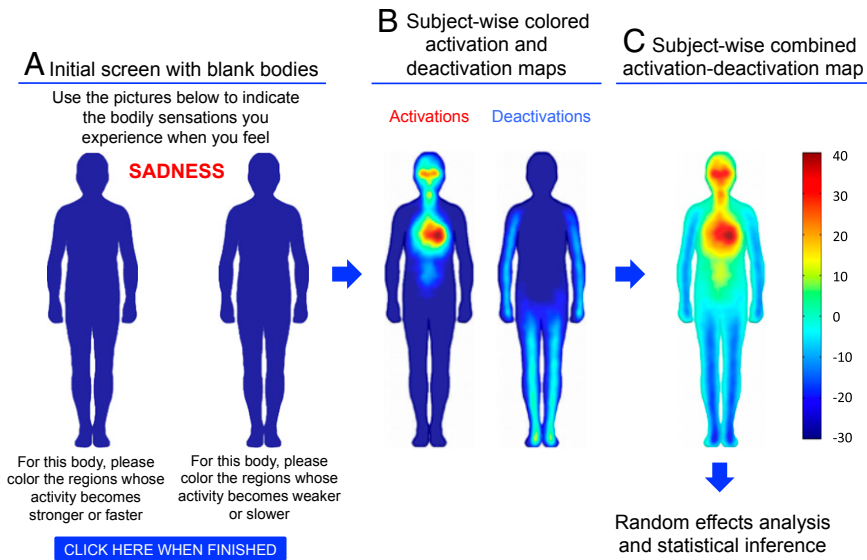 A Initial screen with blank bodies
Use the pictures below to indicate
the bodily sensations you
experience when you feel
SADNESS
For this body, please
color the regions whose
activity becomes
stronger or faster
For this body, please
color the regions whose
activity becomes weaker
or slower
CLICK HERE WHEN FINISHED
B Subject-wise colored
activation and
deactivation maps
Activations
Deactivations
C Subject-wise combined
activation-deactivation map
40
30
20
10
0
-10
-20
-30
Random effects analysis
and statistical inference